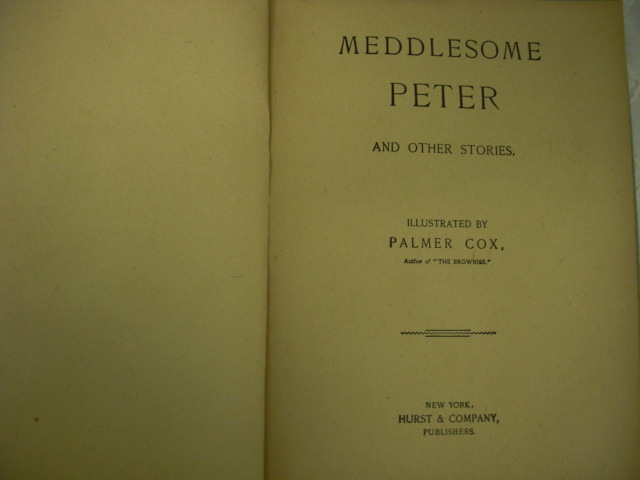 MEDDLESOME
PETER
AND OTHER STORIES.
ILLUSTRATED BY
PALMER COX,
Author of "THE BROWNIES."
NEW YORK.
HURST & COMPANY,
PUBLISHERS.